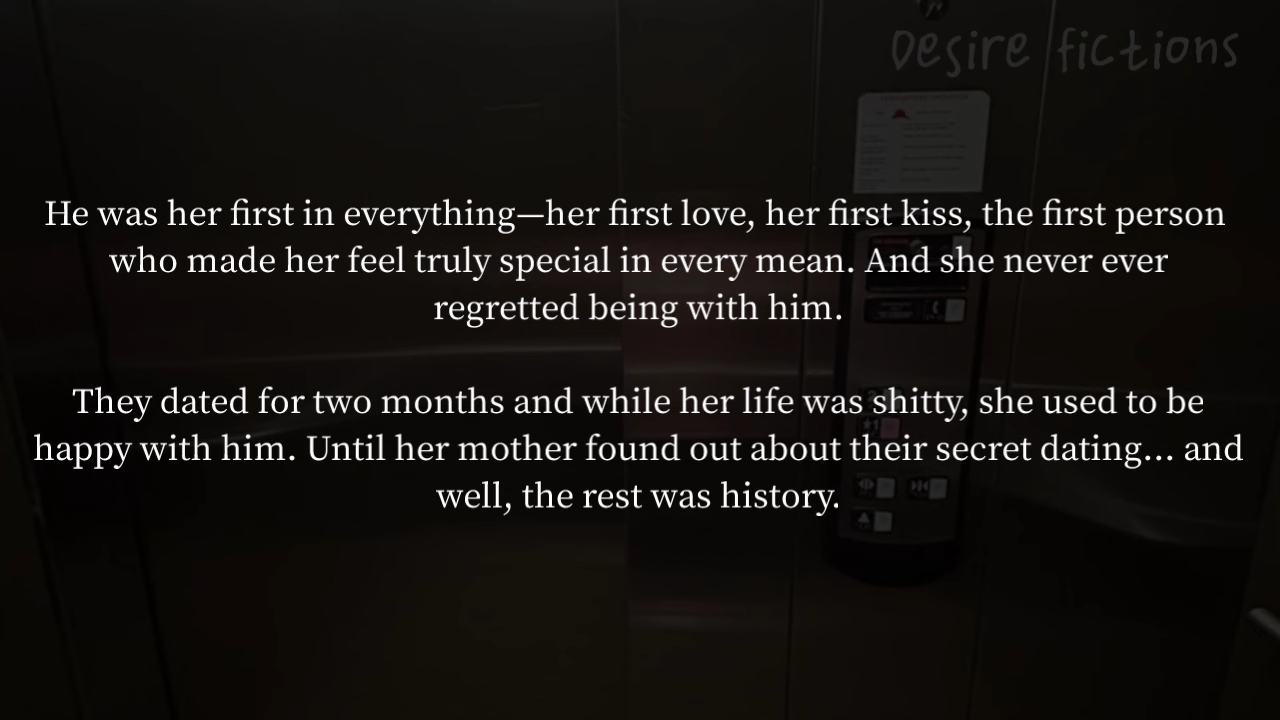 Desire fictions
He was her first in everything—her first love, her first kiss, the first person
who made her feel truly special in every mean. And she never ever
regretted being with him.
They dated for two months and while her life was shitty, she used to be
happy with him. Until her mother found out about their secret dating... and
well, the rest was history.